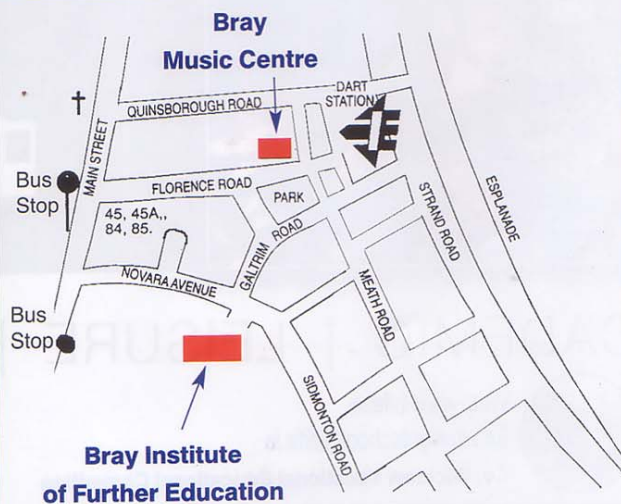 Bray
Music Centre
DART
STATION
QUINSBOROUGH ROAD
MAIN STREET
Bus
Stop
FLORENCE ROAD
PARK
45, 45A.,
84, 85.
GALTRIM ROAD
STRAND ROAD
ESPLANADE
NOVARA AVENUE
MEATH ROAD
Bus
Stop
SIDMONTON ROAD
Bray Institute
of Further Education